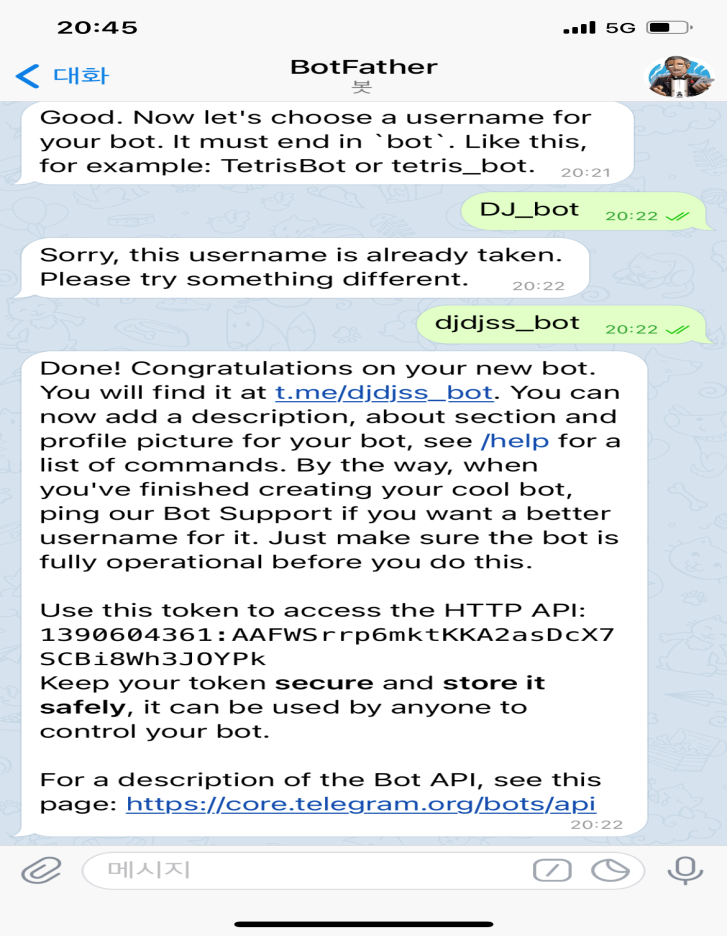 20:45
5G
대화
BotFather
봇
Good. Now let's choose a username for
your bot. It must end in `bot`. Like this,
for example: TetrisBot or tetris_bot.
20:21
DJ_bot
20:22
Sorry, this username is already taken.
Please try something different.
20:22
djdjss_bot
20:22
Done! Congratulations on your new bot.
You will find it at t.me/djdjss_bot. You can
now add a description, about section and
profile picture for your bot, see /help for a
list of commands. By the way, when
you've finished creating your cool bot,
ping our Bot Support if you want a better
username for it. Just make sure the bot is
fully operational before you do this.
Use this token to access the HTTP API:
1390604361:AAFWSrrp6mktKKA2asDcX7
SCBi8Wh3JOYPk
Keep your token secure and store it
safely, it can be used by anyone to
control your bot.
For a description of the Bot API, see this
page: https://core.telegram.org/bots/api
20:22
메시지